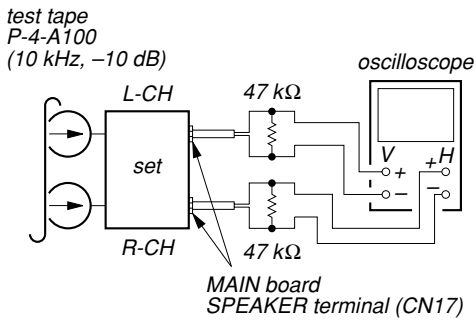 test tape
P-4-A100
(10 kHz, –10 dB)
oscilloscope
L-CH
47 kΩ
set
V
H
+
+
–
–
R-CH
47 kΩ
MAIN board
SPEAKER terminal (CN17)